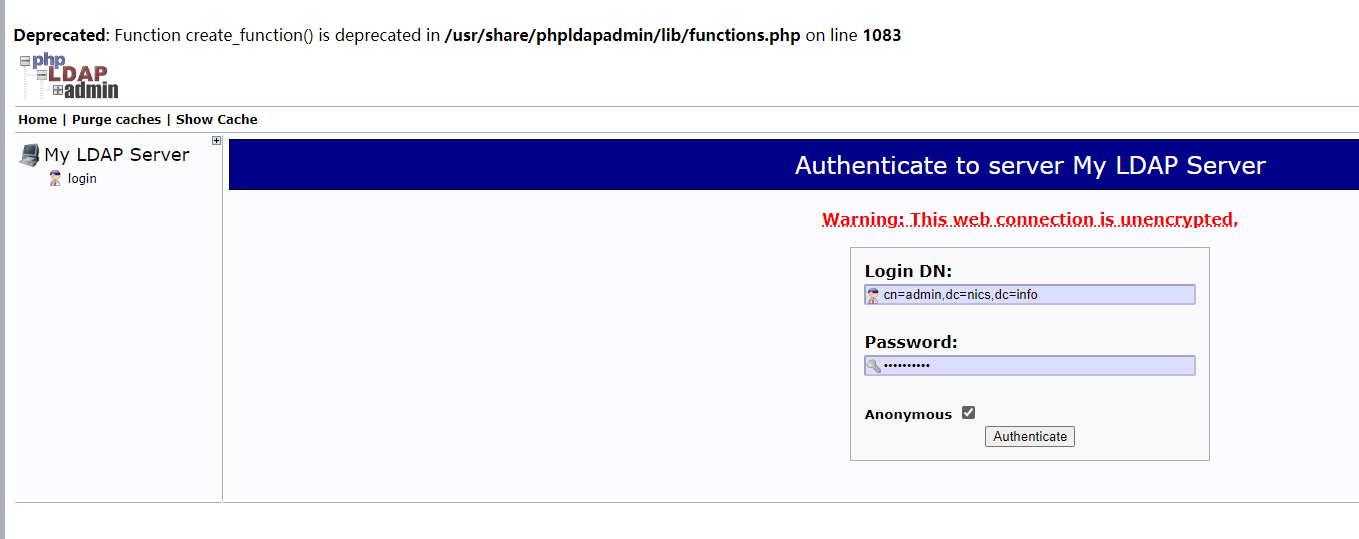 Deprecated: Function create_function() is deprecated in /usr/share/phpldapadmin/lib/functions.php on line 1083
php
LDAP
admin
Home | Purge caches | Show Cache
My LDAP Server
login
Authenticate to server My LDAP Server
Warning: This web connection is unencrypted.
Login DN:
cn=admin,dc=nics,dc=info
Password:
••••••••••
Anonymous
Authenticate